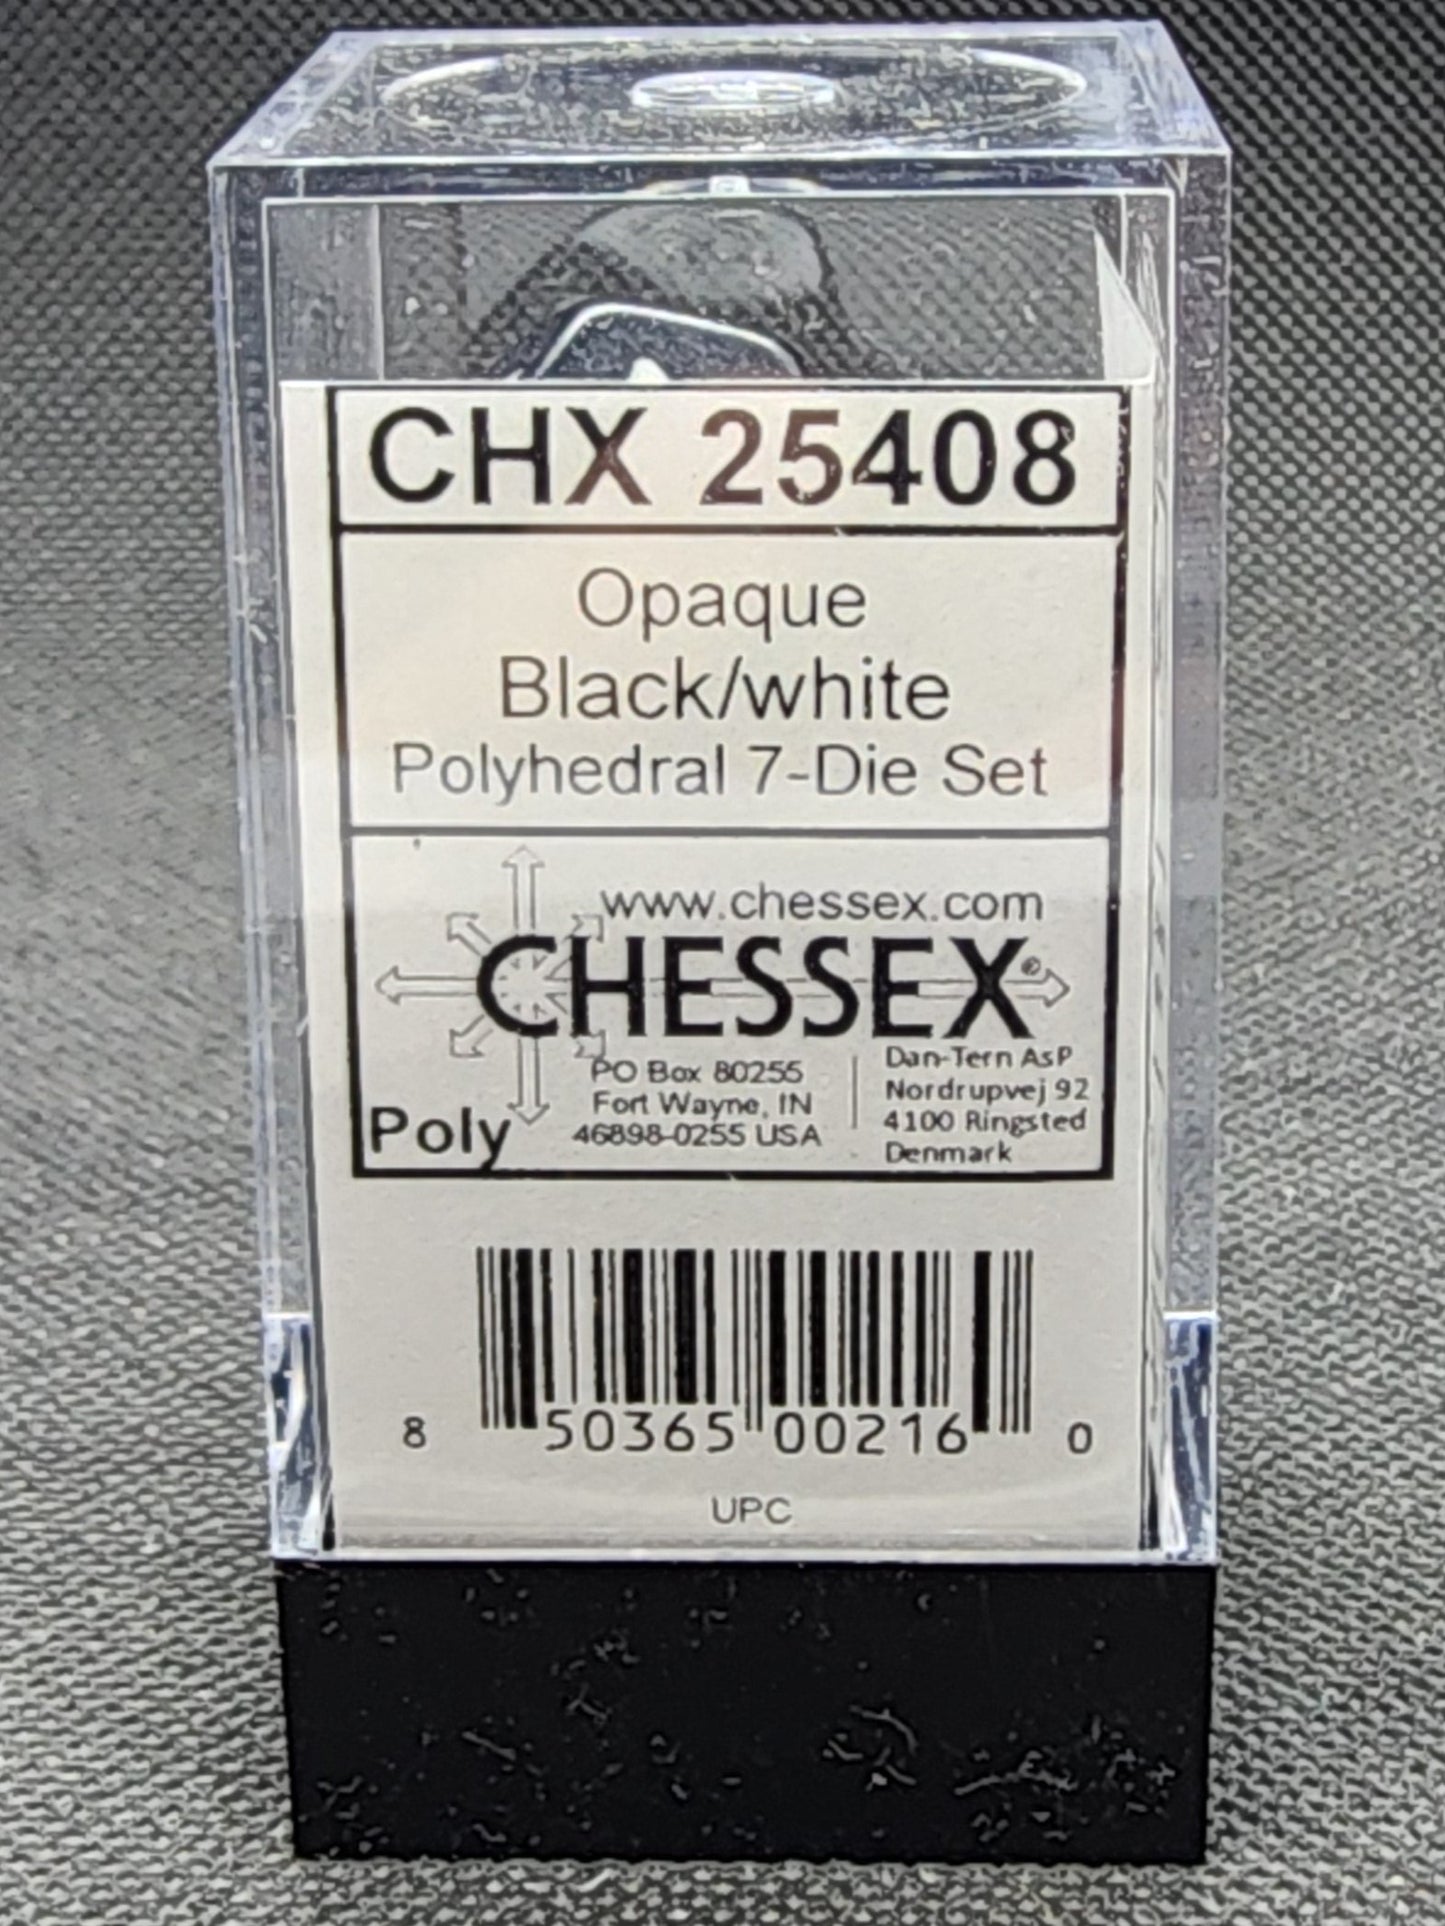 CHX 25408
Opaque
Black/white
Polyhedral 7-Die Set
www.chessex.com
CHESSEX®
PO Box 80255
Fort Wayne, IN
46898-0255 USA
Dan-Tern AsP
Nordrupvej 92
4100 Ringsted
Denmark
Poly
8 50365 00216 0
UPC